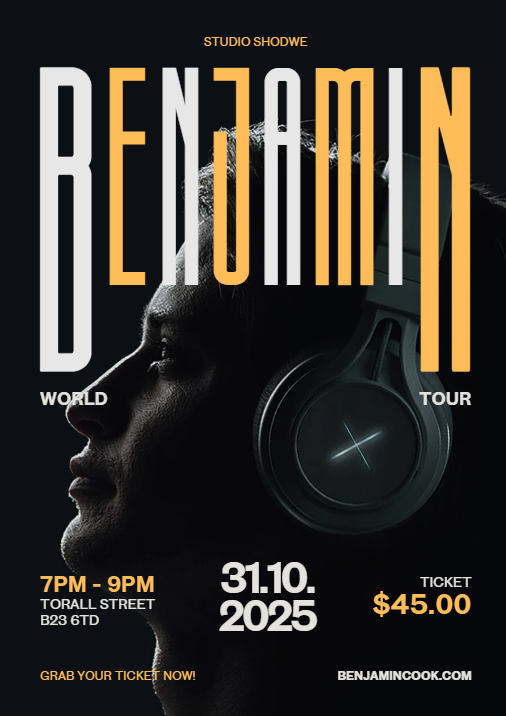 STUDIO SHODWE
BENJAMIN
WORLD TOUR
7PM - 9PM
TORALL STREET
B23 6TD
31.10.
2025
TICKET
$45.00
GRAB YOUR TICKET NOW!
BENJAMINCOOK.COM